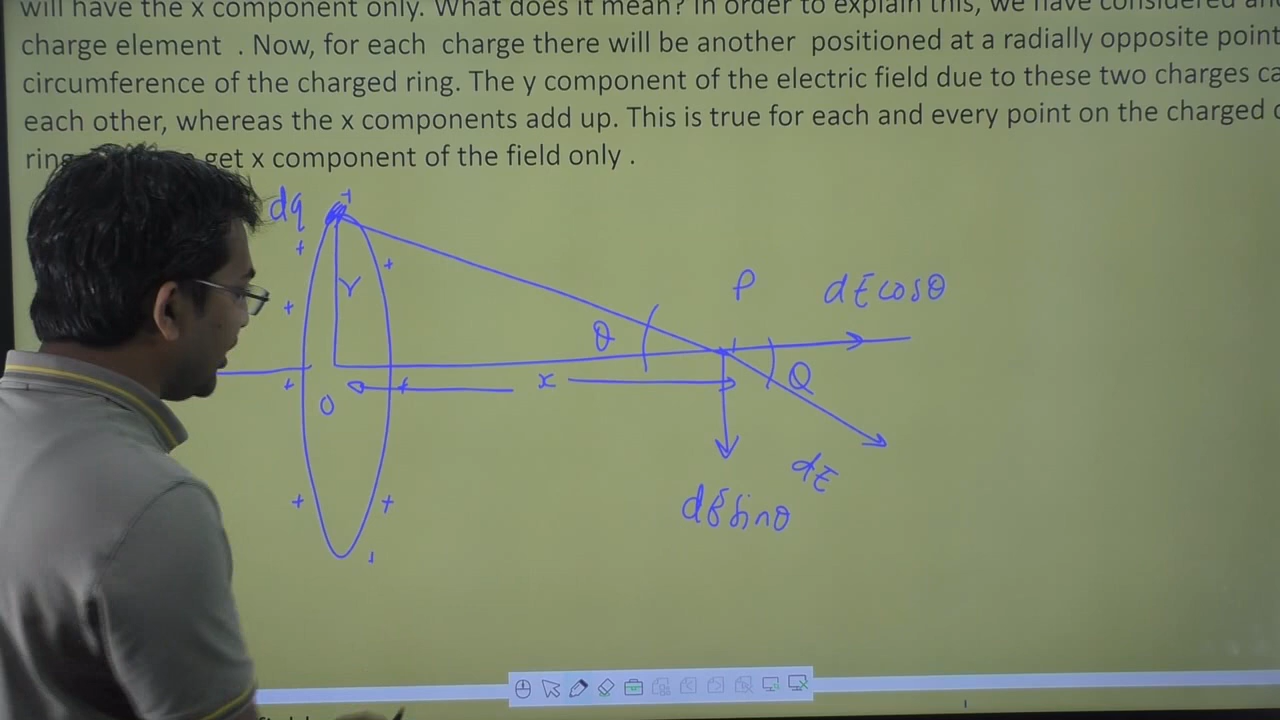 will have the x component only. What does it mean? In order to explain this, we have considered
charge element . Now, for each charge there will be another positioned at a radially opposite point
circumference of the charged ring. The y component of the electric field due to these two charges
each other, whereas the x components add up. This is true for each and every point on the charged
get x component of the field only .
dq
r
P
dE cosθ
θ
x
θ
O
dE
dE sinθ